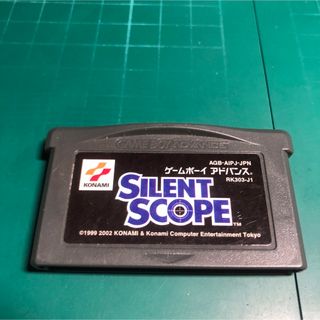 GAME BOY ADVANCE
AGB-AIPJ-JPN
ゲームボーイ アドバンス
RK303-J1
KONAMI
SILENT
SCOPE™
©1999 2002 KONAMI & Konami Computer Entertainment Tokyo